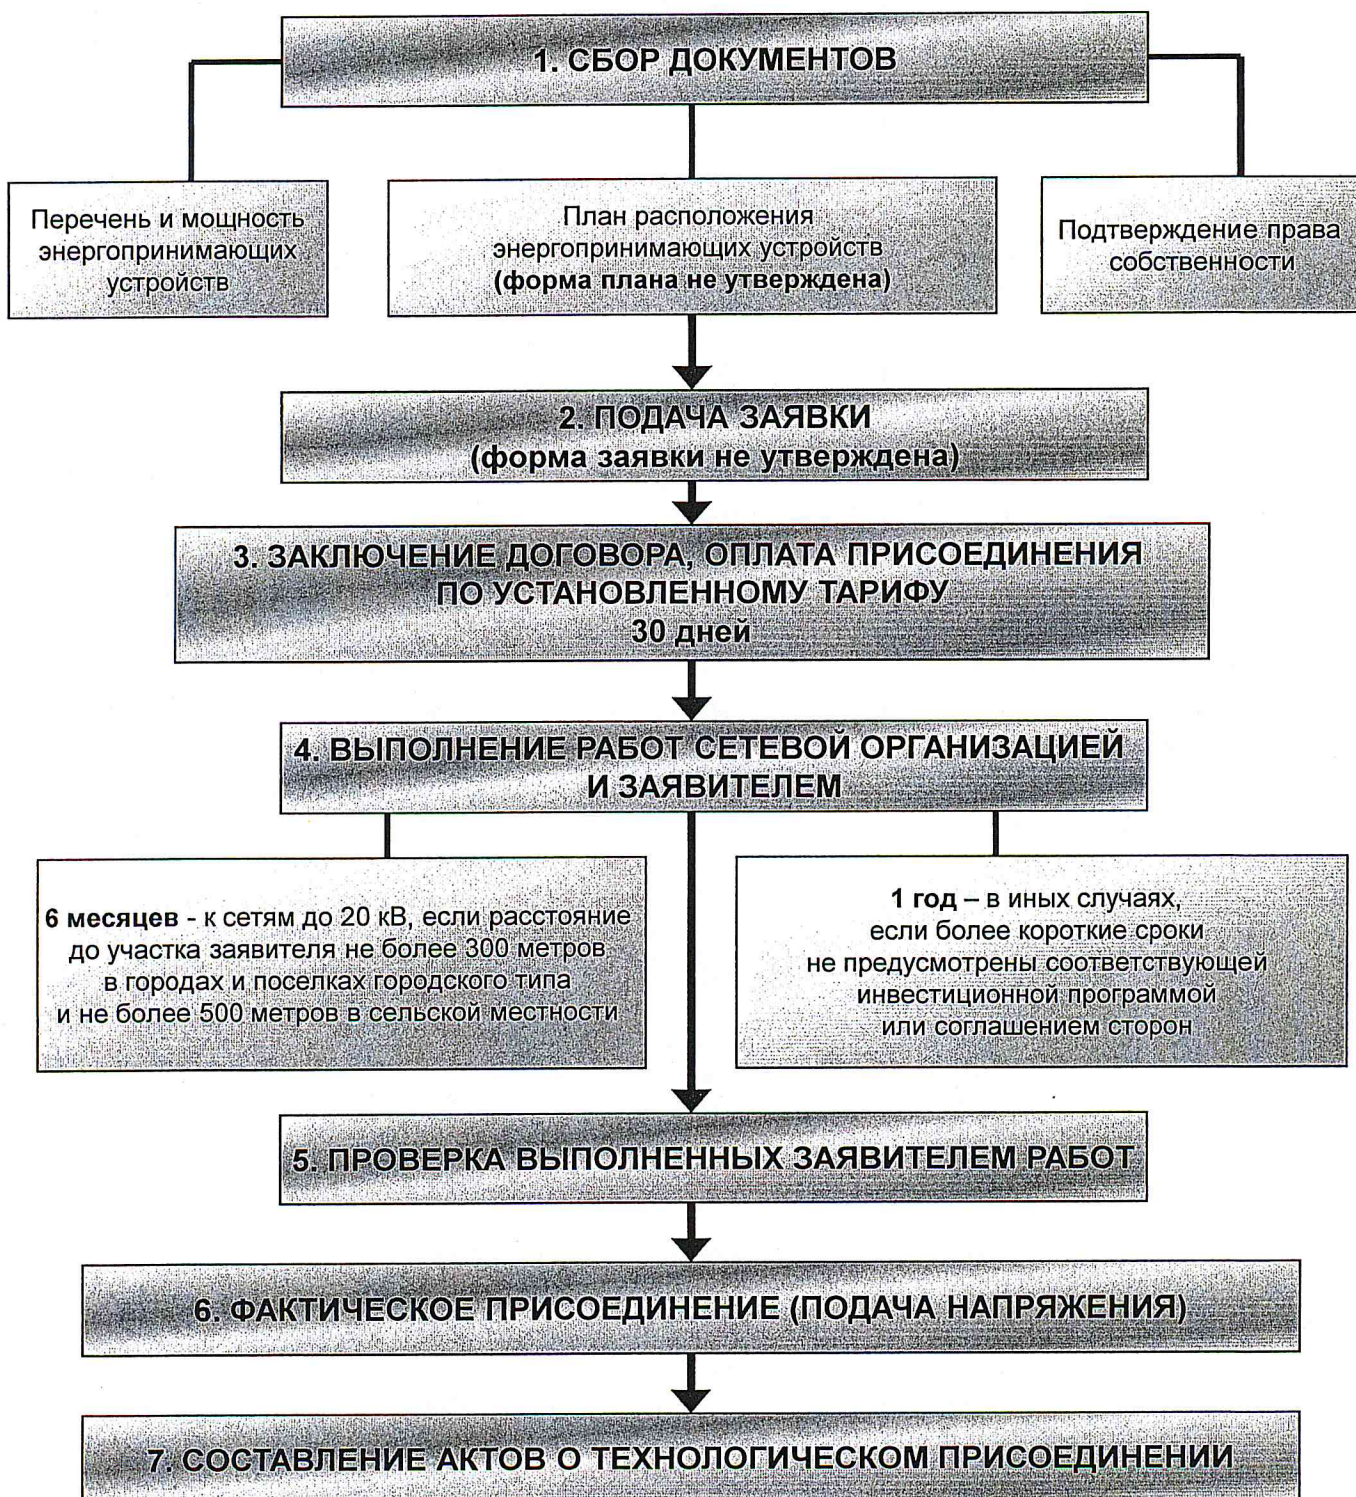 1. СБОР ДОКУМЕНТОВ
Перечень и мощность
энергопринимающих
устройств
План расположения
энергопринимающих устройств
(форма плана не утверждена)
Подтверждение права
собственности
2. ПОДАЧА ЗАЯВКИ
(форма заявки не утверждена)
3. ЗАКЛЮЧЕНИЕ ДОГОВОРА, ОПЛАТА ПРИСОЕДИНЕНИЯ
ПО УСТАНОВЛЕННОМУ ТАРИФУ
30 дней
4. ВЫПОЛНЕНИЕ РАБОТ СЕТЕВОЙ ОРГАНИЗАЦИЕЙ
И ЗАЯВИТЕЛЕМ
6 месяцев - к сетям до 20 кВ, если расстояние
до участка заявителя не более 300 метров
в городах и поселках городского типа
и не более 500 метров в сельской местности
1 год – в иных случаях,
если более короткие сроки
не предусмотрены соответствующей
инвестиционной программой
или соглашением сторон
5. ПРОВЕРКА ВЫПОЛНЕННЫХ ЗАЯВИТЕЛЕМ РАБОТ
6. ФАКТИЧЕСКОЕ ПРИСОЕДИНЕНИЕ (ПОДАЧА НАПРЯЖЕНИЯ)
7. СОСТАВЛЕНИЕ АКТОВ О ТЕХНОЛОГИЧЕСКОМ ПРИСОЕДИНЕНИИ